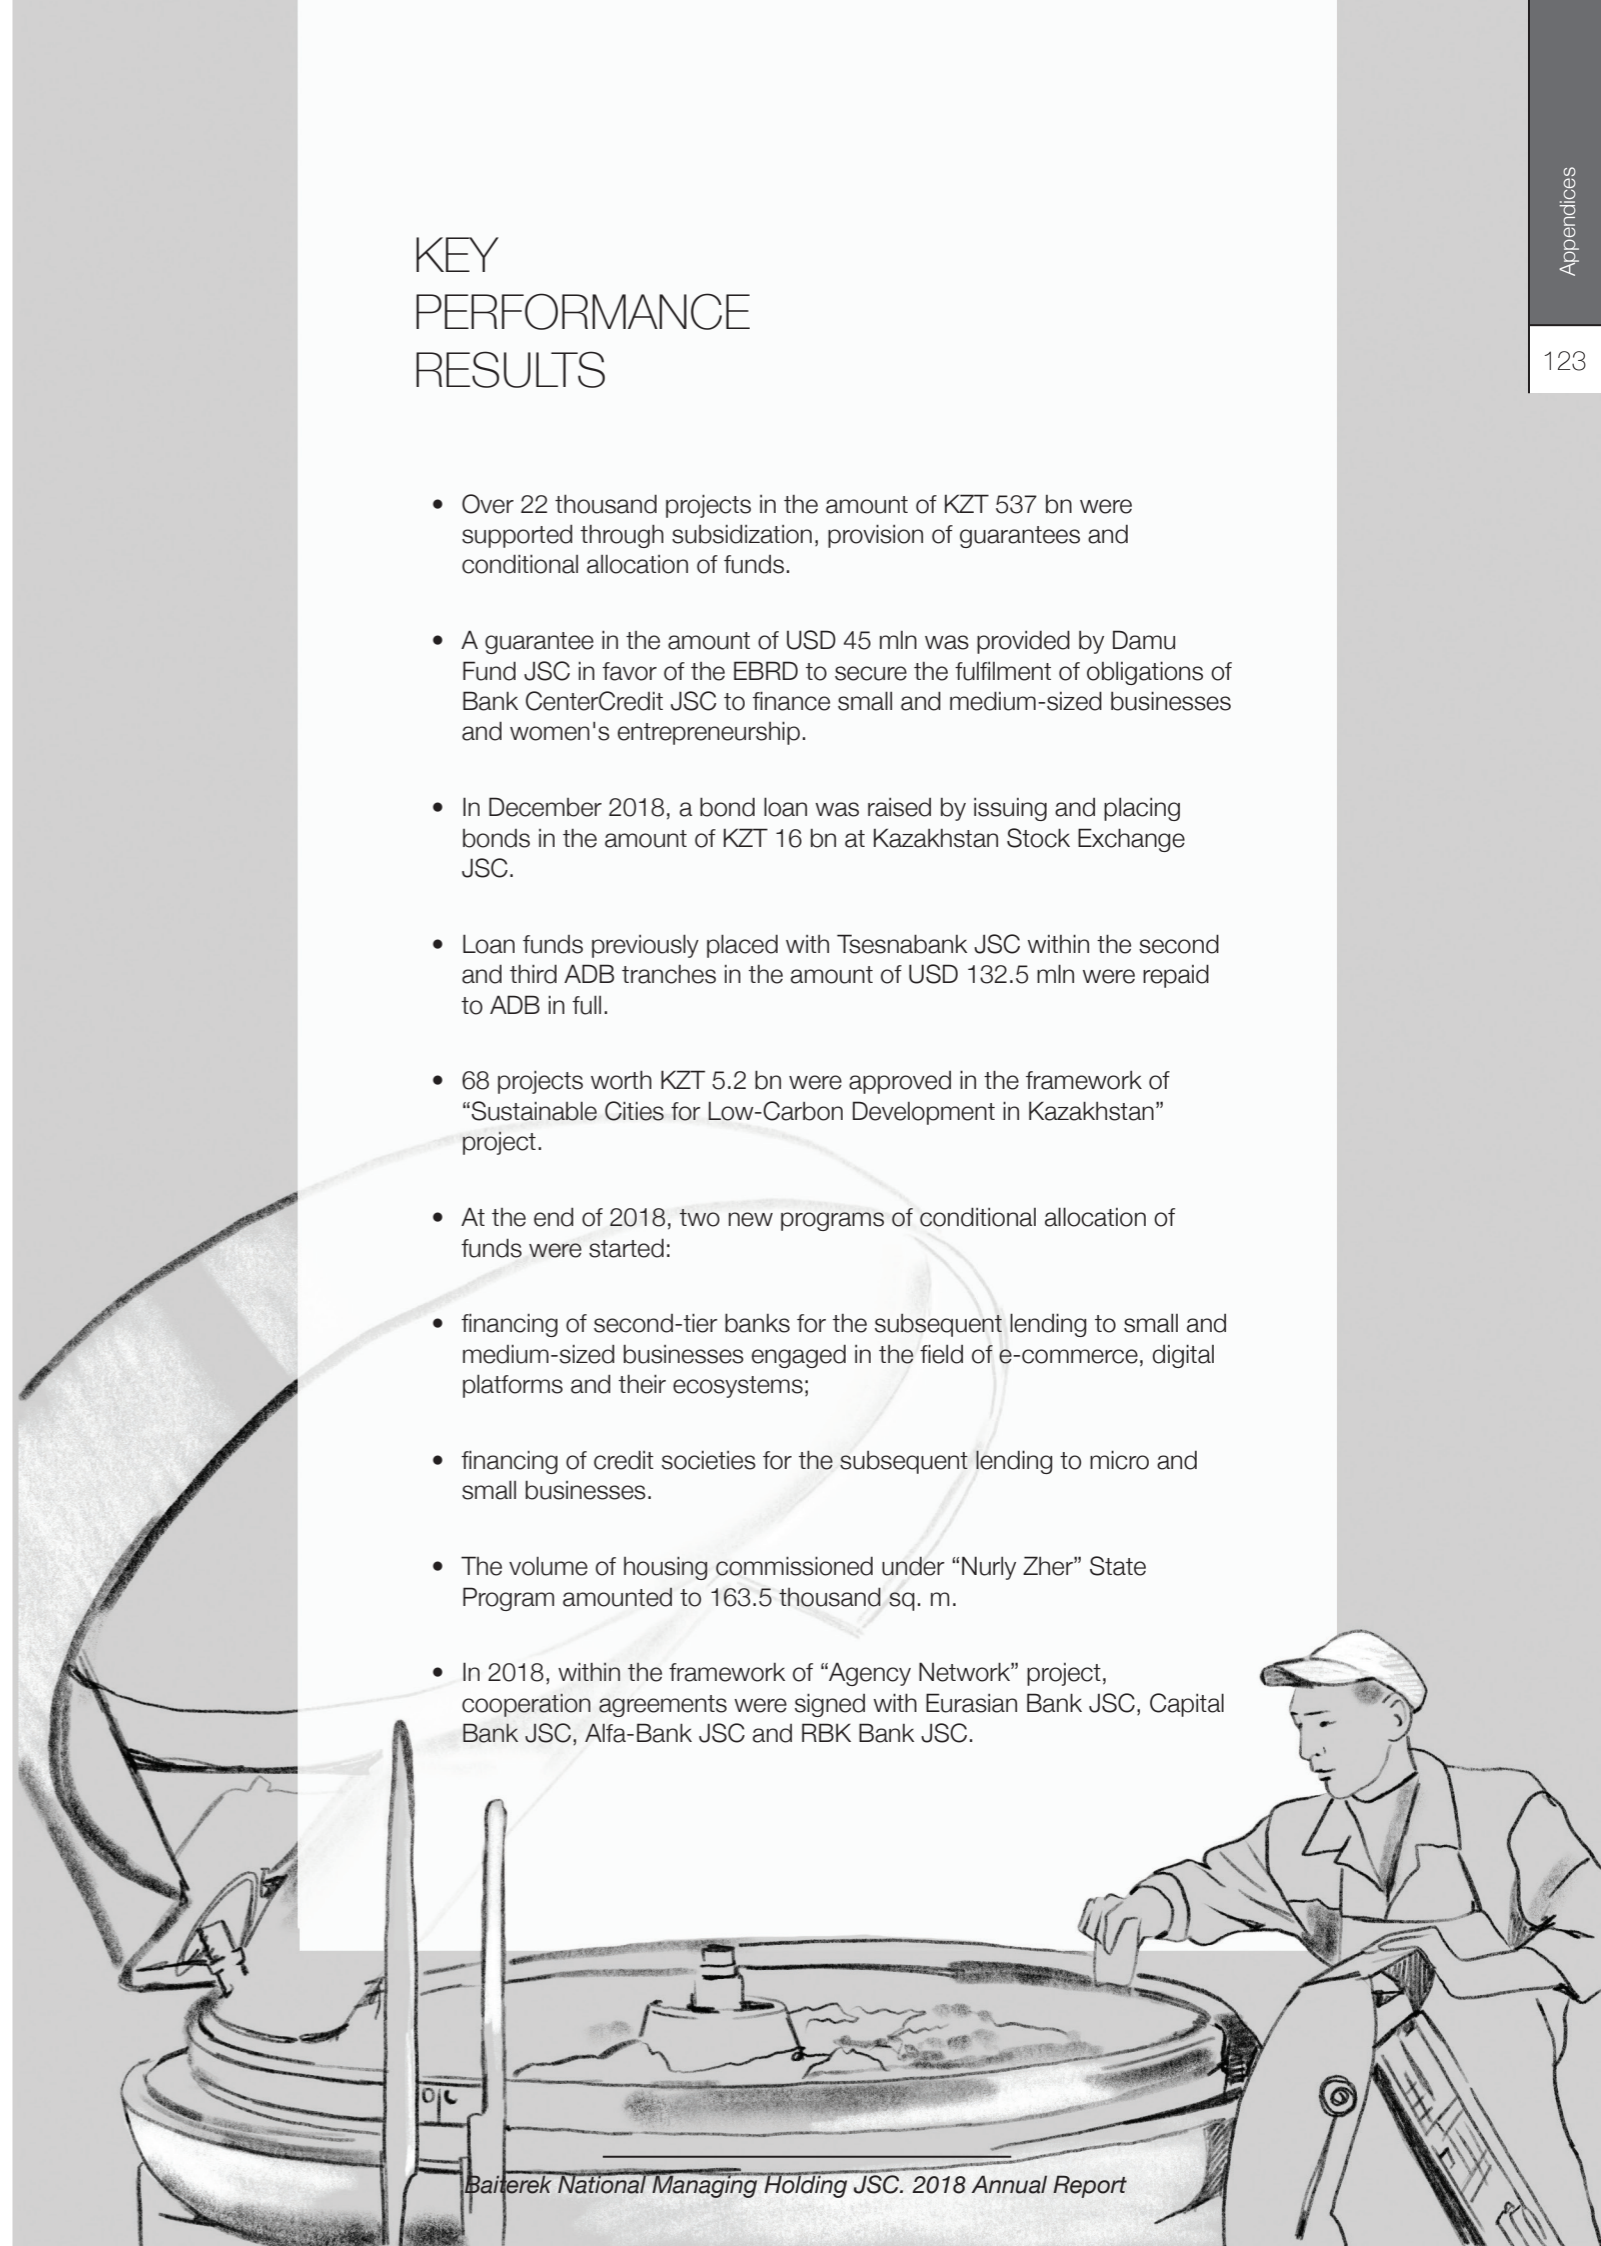 Appendices
123
KEY
PERFORMANCE
RESULTS
• Over 22 thousand projects in the amount of KZT 537 bn were
supported through subsidization, provision of guarantees and
conditional allocation of funds.
• A guarantee in the amount of USD 45 mln was provided by Damu
Fund JSC in favor of the EBRD to secure the fulfilment of obligations of
Bank CenterCredit JSC to finance small and medium-sized businesses
and women's entrepreneurship.
• In December 2018, a bond loan was raised by issuing and placing
bonds in the amount of KZT 16 bn at Kazakhstan Stock Exchange
JSC.
• Loan funds previously placed with Tsesnabank JSC within the second
and third ADB tranches in the amount of USD 132.5 mln were repaid
to ADB in full.
• 68 projects worth KZT 5.2 bn were approved in the framework of
“Sustainable Cities for Low-Carbon Development in Kazakhstan”
project.
• At the end of 2018, two new programs of conditional allocation of
funds were started:
• financing of second-tier banks for the subsequent lending to small and
medium-sized businesses engaged in the field of e-commerce, digital
platforms and their ecosystems;
• financing of credit societies for the subsequent lending to micro and
small businesses.
• The volume of housing commissioned under “Nurly Zher” State
Program amounted to 163.5 thousand sq. m.
• In 2018, within the framework of “Agency Network” project,
cooperation agreements were signed with Eurasian Bank JSC, Capital
Bank JSC, Alfa-Bank JSC and RBK Bank JSC.
Baiterek National Managing Holding JSC. 2018 Annual Report